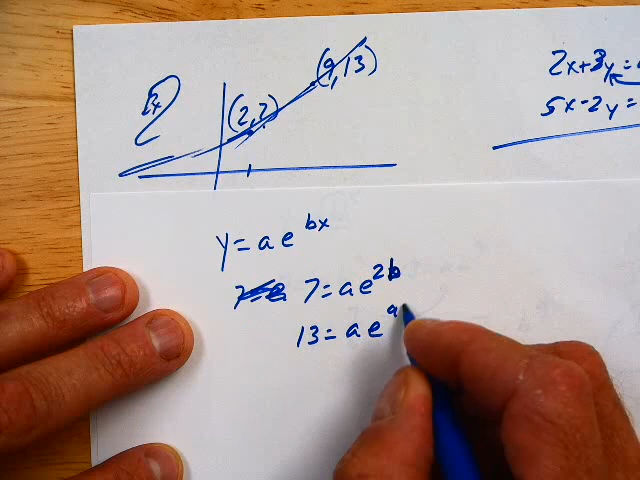 (9,13)
(2,7)
2x+3y=
5x-2y=
y=ae^{bx}
7=ae^{2b}
13=ae^{9